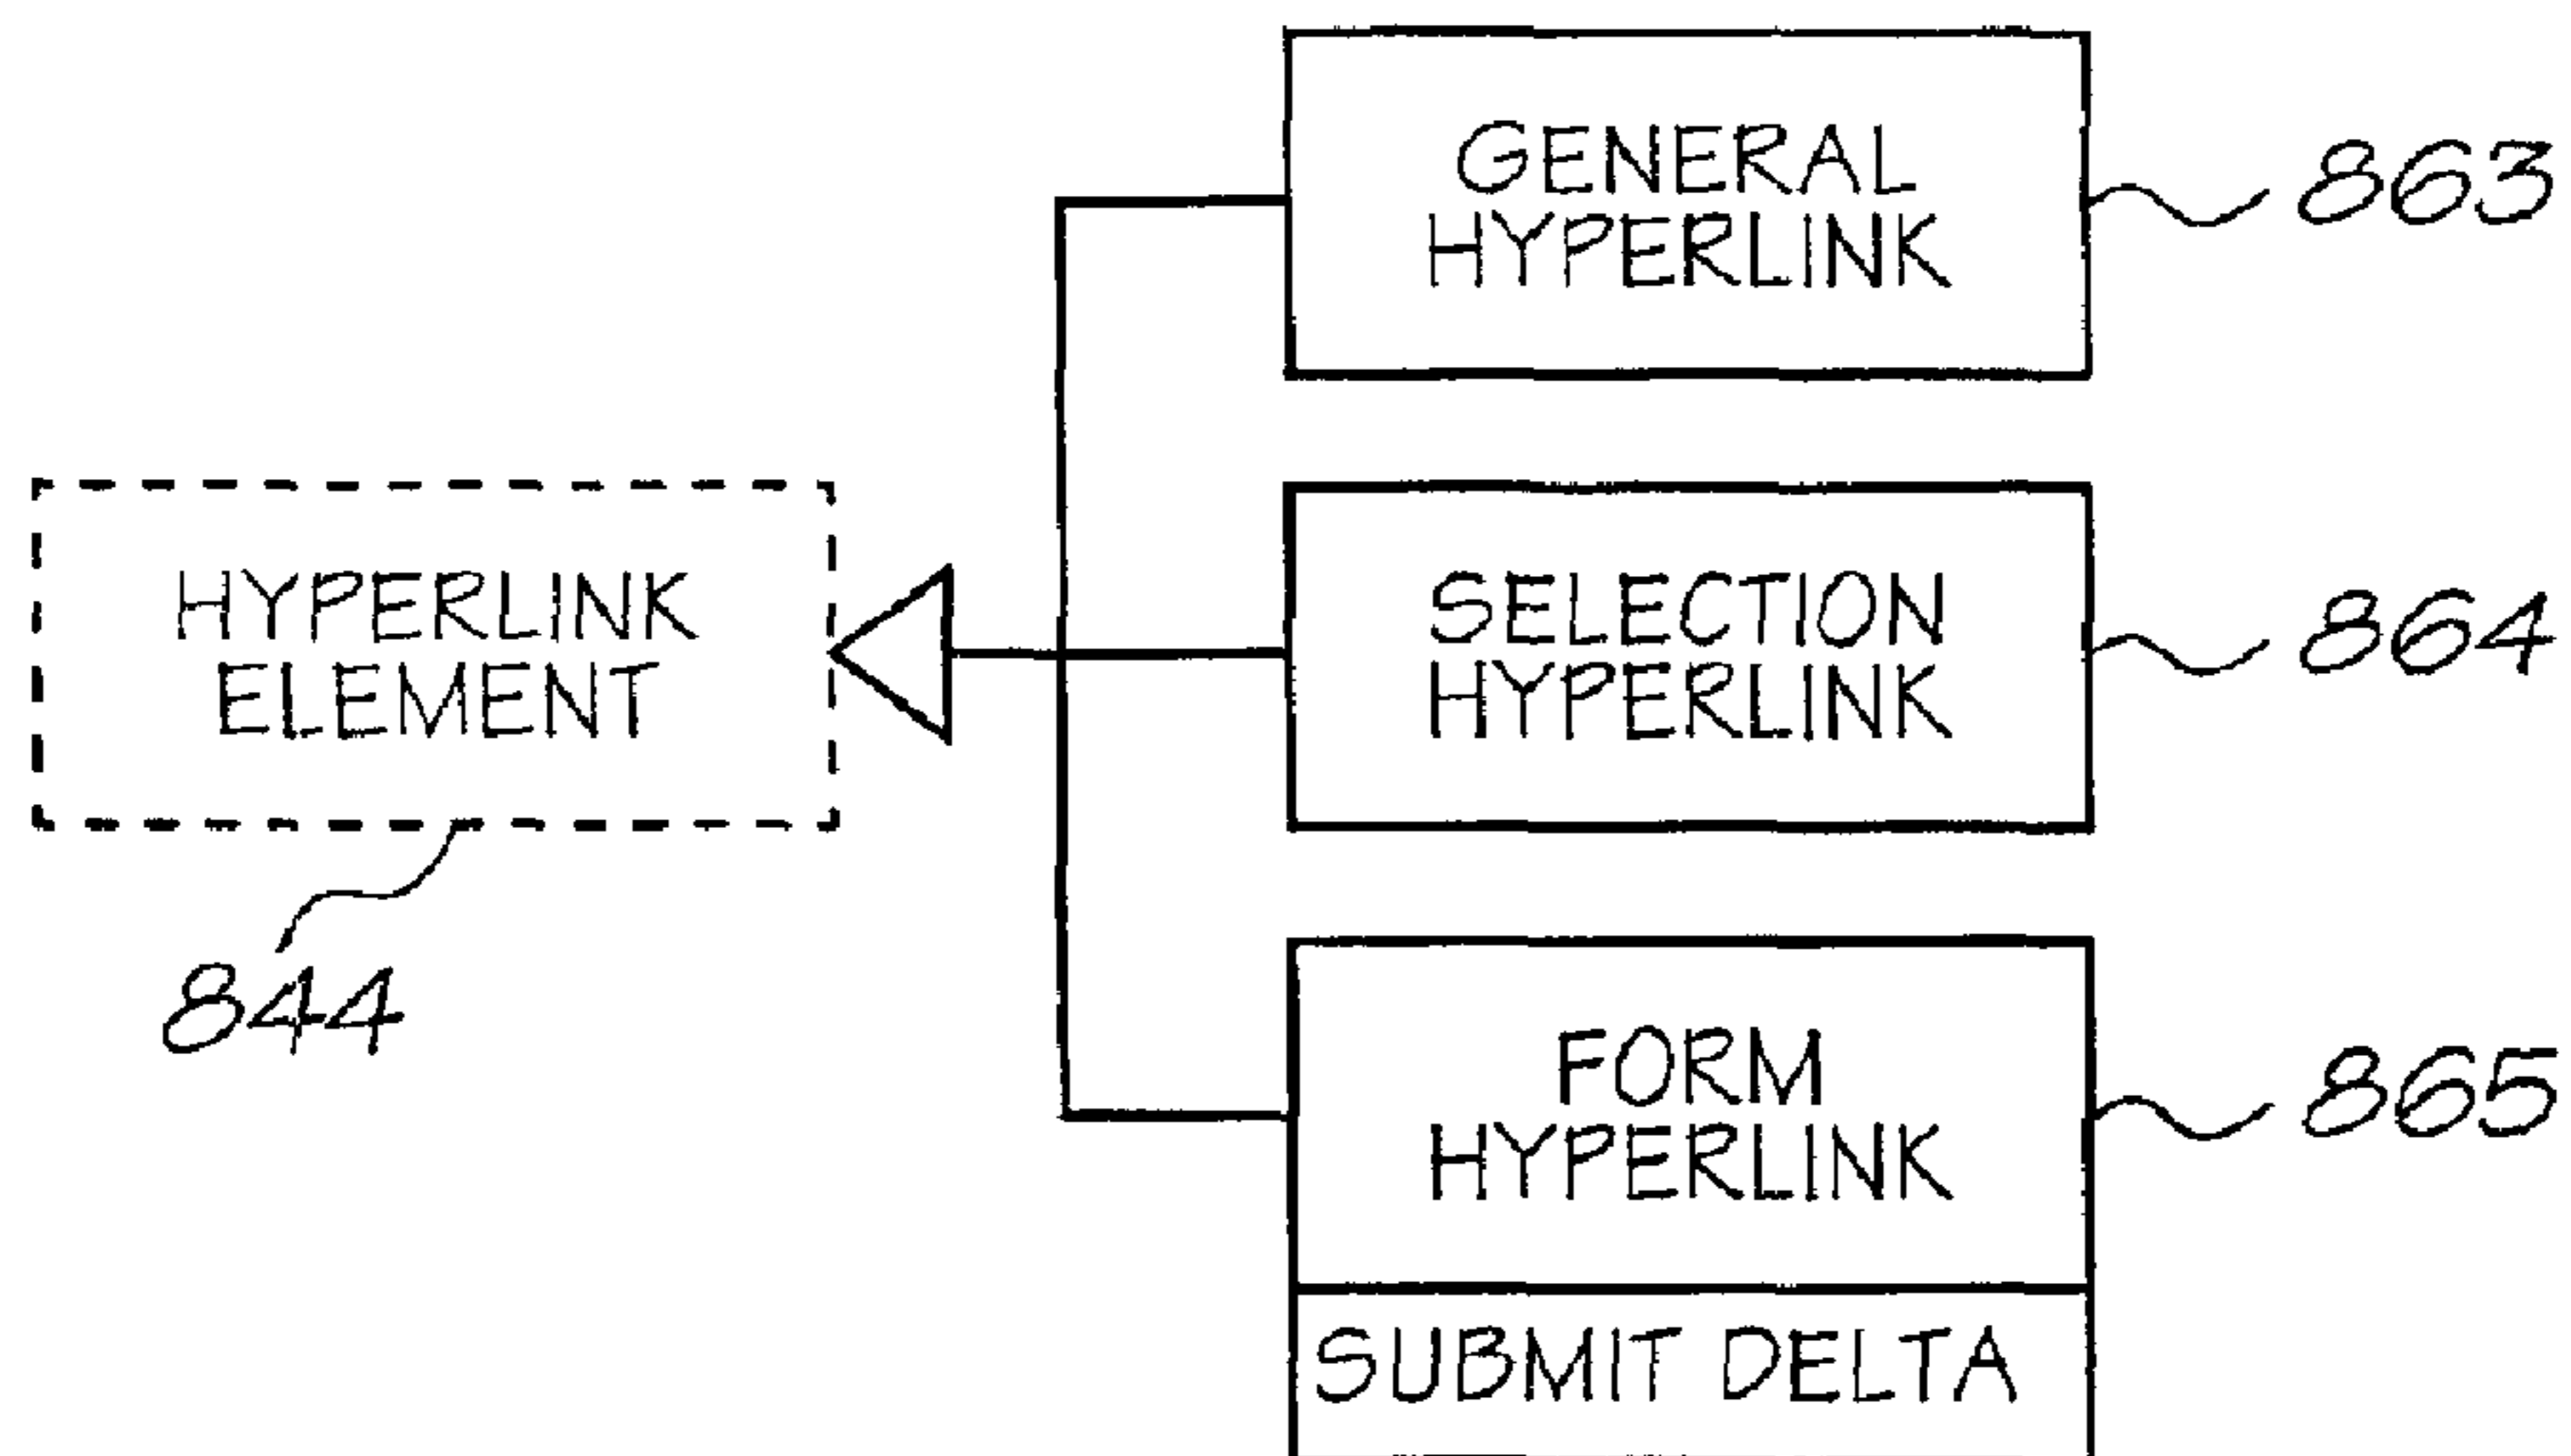 GENERAL
HYPERLINK
863
HYPERLINK
ELEMENT
844
SELECTION
HYPERLINK
864
FORM
HYPERLINK
865
SUBMIT DELTA